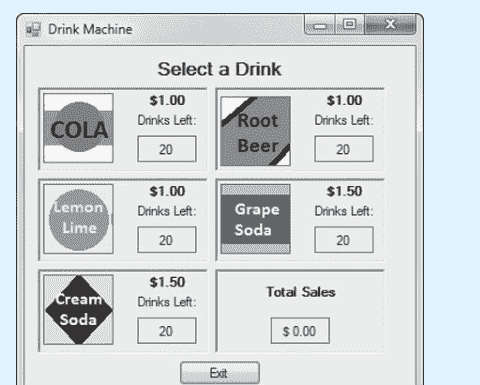 Drink Machine
Select a Drink
COLA
$1.00
Drinks Left:
20
Root
Beer
$1.00
Drinks Left:
20
Lemon
Lime
$1.00
Drinks Left:
20
Grape
Soda
$1.50
Drinks Left:
20
Cream
Soda
$1.50
Drinks Left:
20
Total Sales
$ 0.00
Exit